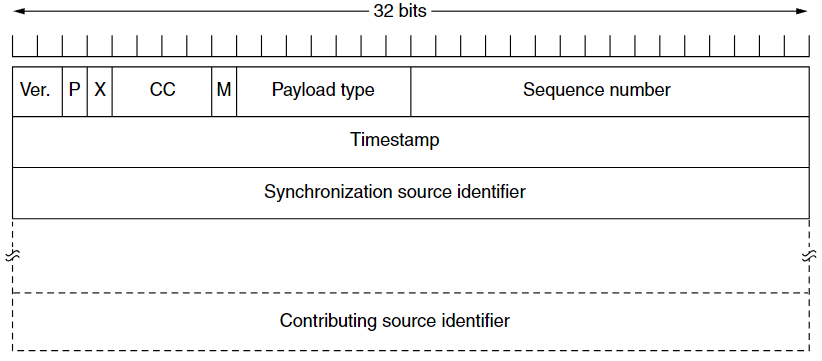 32 bits
Ver. P X CC M Payload type Sequence number
Timestamp
Synchronization source identifier
Contributing source identifier